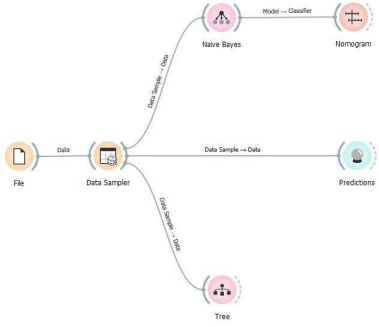 Model → Classifier
Naive Bayes
Nomogram
Data Sample → Data
Data
Data Sample → Data
File
Data Sampler
Predictions
Data Sample → Data
Tree